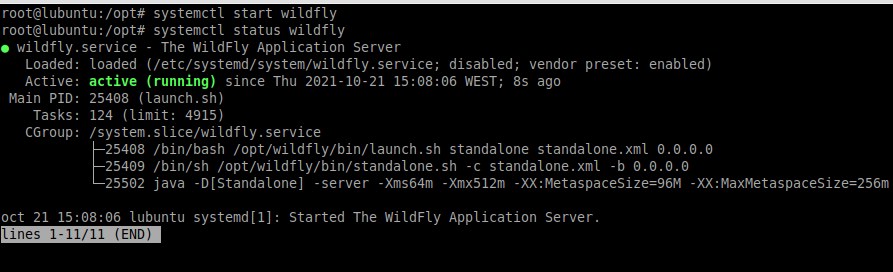 root@lubuntu:/opt# systemctl start wildfly
root@lubuntu:/opt# systemctl status wildfly
● wildfly.service - The WildFly Application Server
   Loaded: loaded (/etc/systemd/system/wildfly.service; disabled; vendor preset: enabled)
   Active: active (running) since Thu 2021-10-21 15:08:06 WEST; 8s ago
 Main PID: 25408 (launch.sh)
    Tasks: 124 (limit: 4915)
   CGroup: /system.slice/wildfly.service
           ├─25408 /bin/bash /opt/wildfly/bin/launch.sh standalone standalone.xml 0.0.0.0
           ├─25409 /bin/sh /opt/wildfly/bin/standalone.sh -c standalone.xml -b 0.0.0.0
           └─25502 java -D[Standalone] -server -Xms64m -Xmx512m -XX:MetaspaceSize=96M -XX:MaxMetaspaceSize=256m
oct 21 15:08:06 lubuntu systemd[1]: Started The WildFly Application Server.
lines 1-11/11 (END)